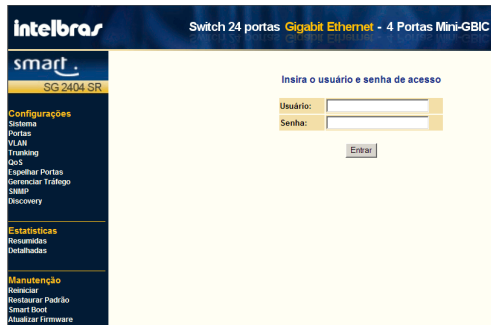 intelbras
Switch 24 portas Gigabit Ethernet - 4 Portas Mini-GBIC
smart.
SG 2404 SR
Configurações
Sistema
Portas
VLAN
Trunking
QoS
Espelhar Portas
Gerenciar Tráfego
SNMP
Discovery
Estatísticas
Resumidas
Detalhadas
Manutenção
Reiniciar
Restaurar Padrão
Smart Boot
Atualizar Firmware
Insira o usuário e senha de acesso
Usuário:
Senha:
Entrar